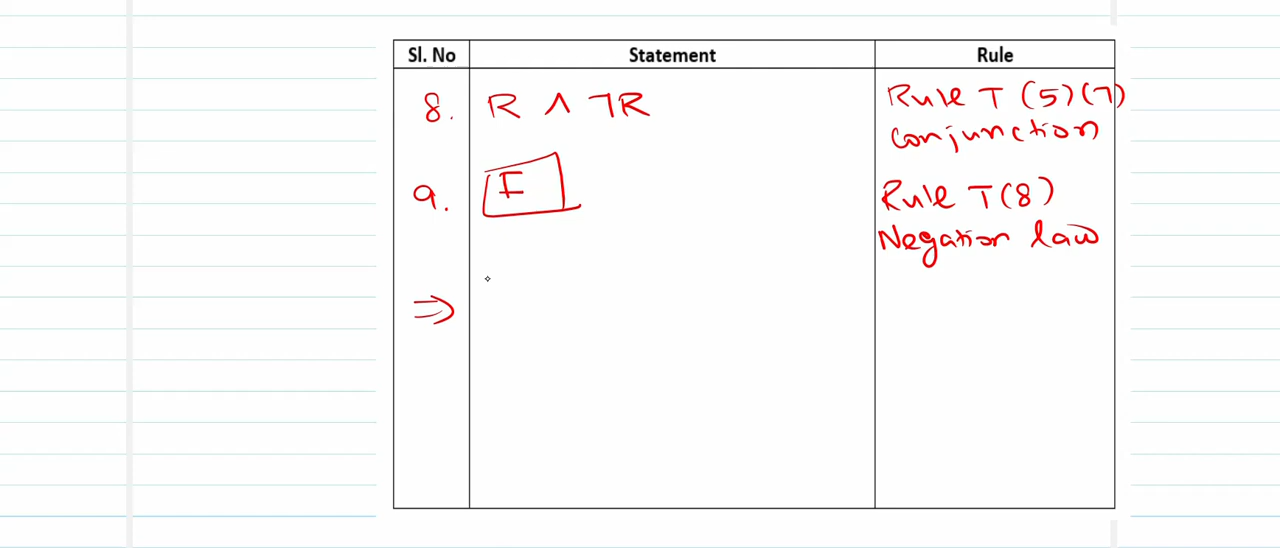 Sl. No Statement Rule
8. R ∧ ¬R Rule T (5)(7)
conjunction
9. F Rule T(8)
Negation law
⇒